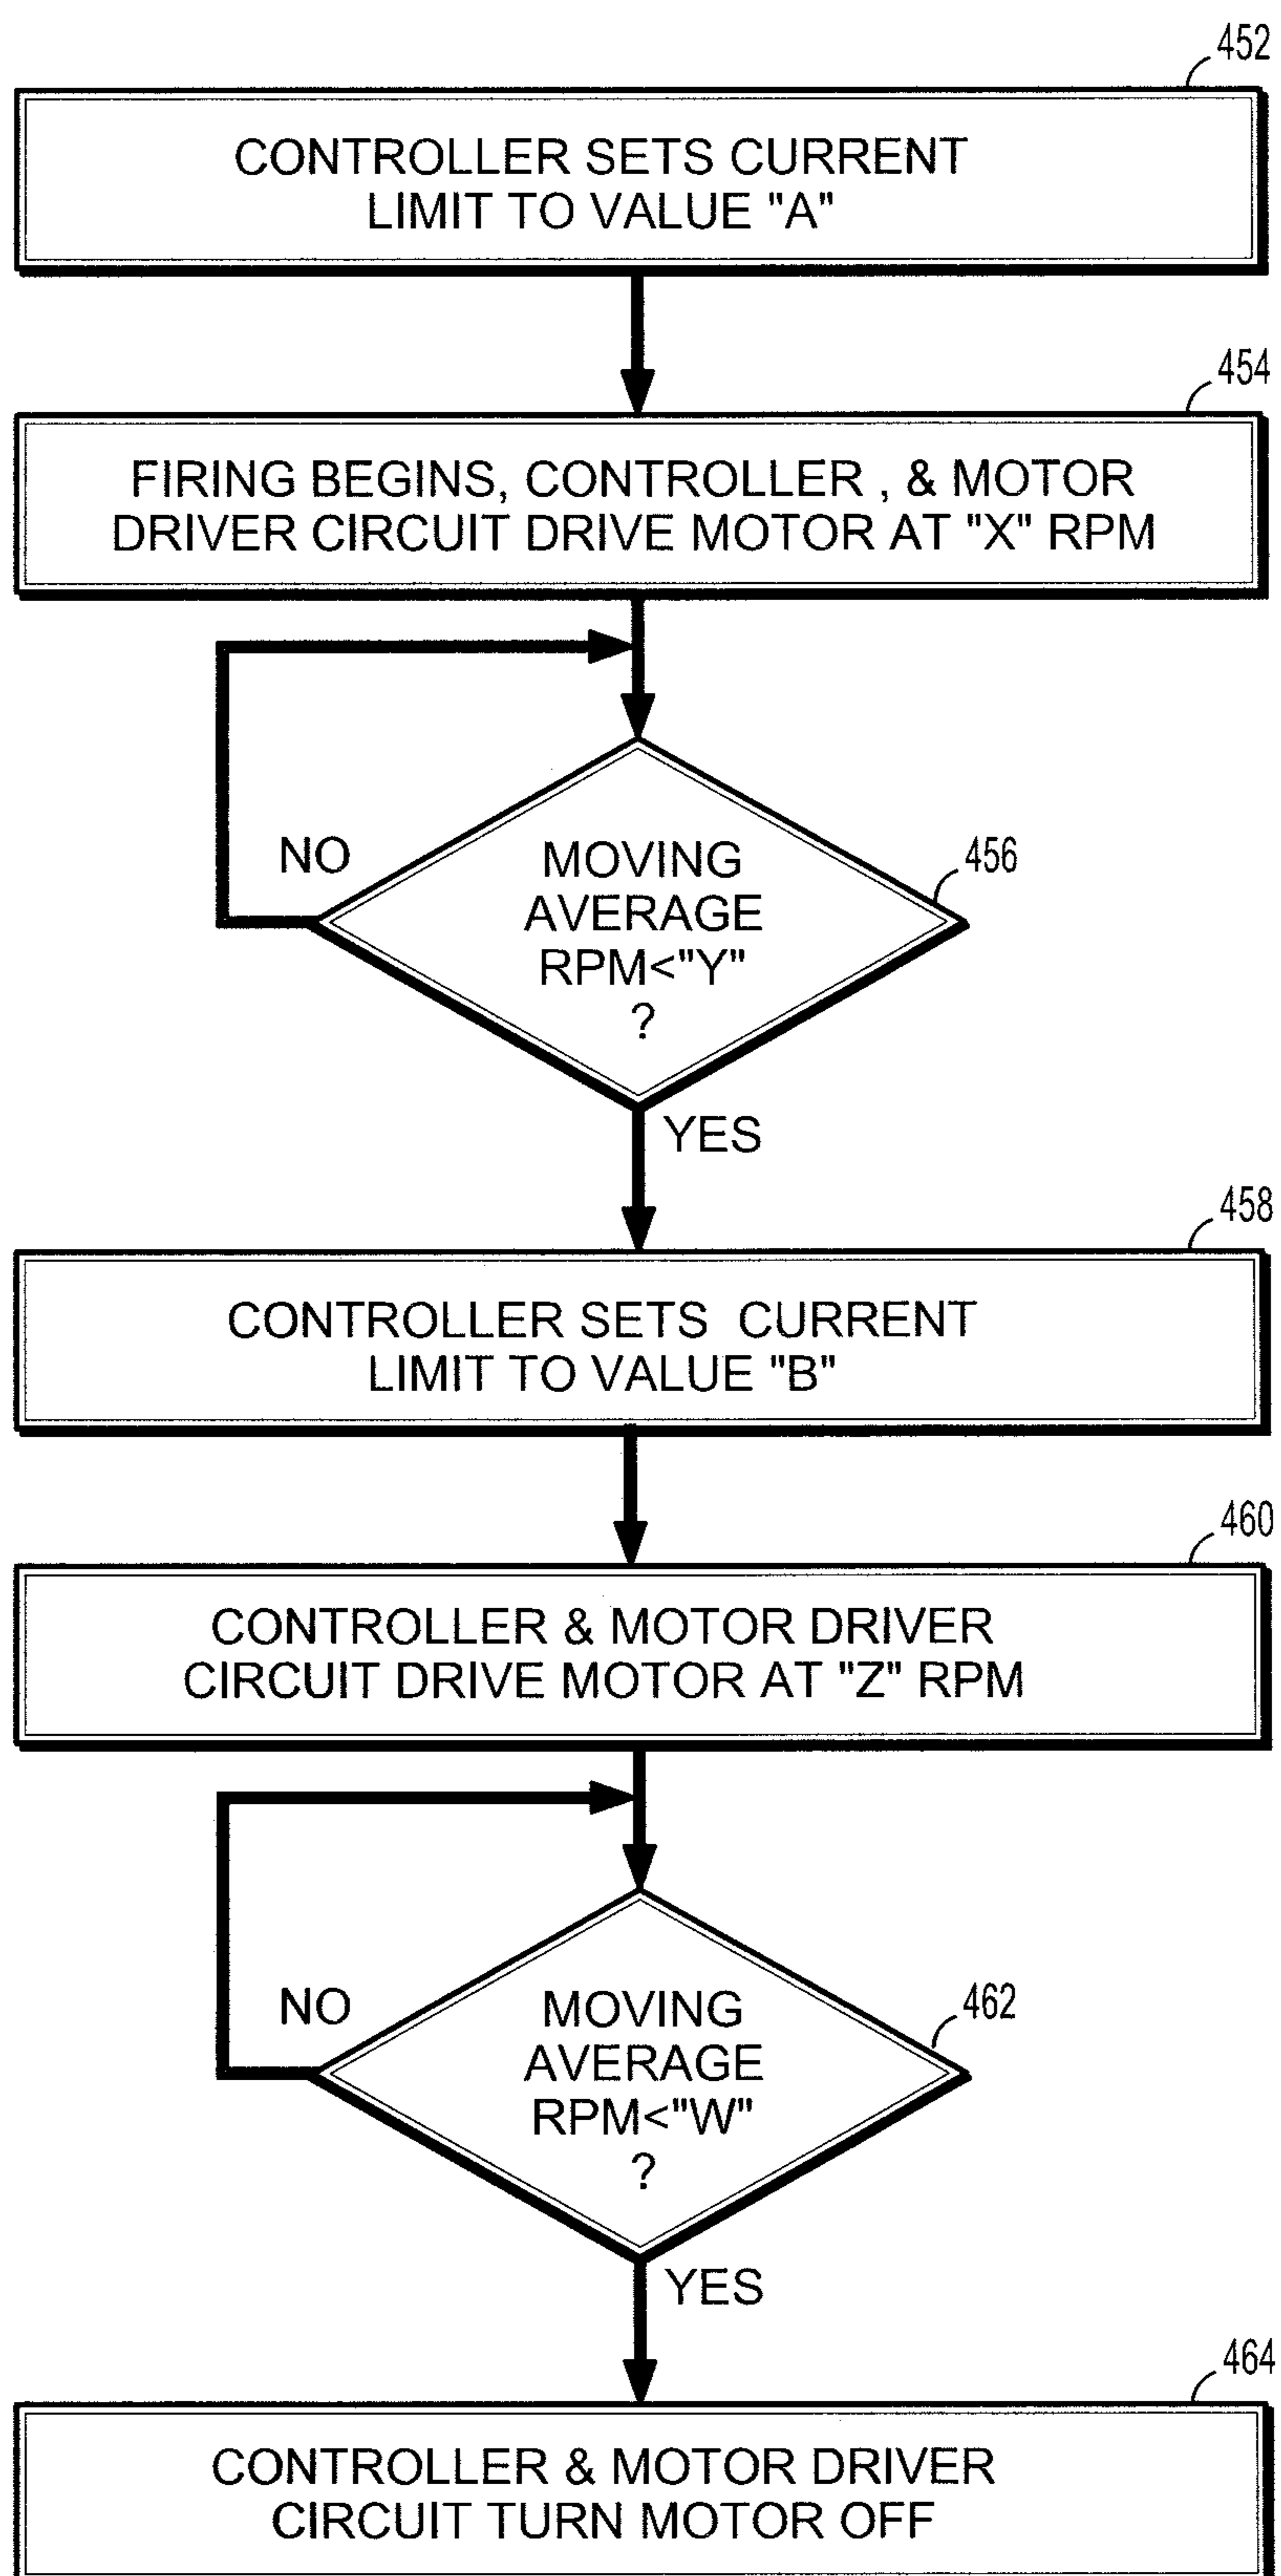 452
CONTROLLER SETS CURRENT
LIMIT TO VALUE "A"
454
FIRING BEGINS, CONTROLLER , & MOTOR
DRIVER CIRCUIT DRIVE MOTOR AT "X" RPM
NO
MOVING
AVERAGE
RPM<"Y"
?
456
YES
458
CONTROLLER SETS CURRENT
LIMIT TO VALUE "B"
460
CONTROLLER & MOTOR DRIVER
CIRCUIT DRIVE MOTOR AT "Z" RPM
NO
MOVING
AVERAGE
RPM<"W"
?
462
YES
464
CONTROLLER & MOTOR DRIVER
CIRCUIT TURN MOTOR OFF